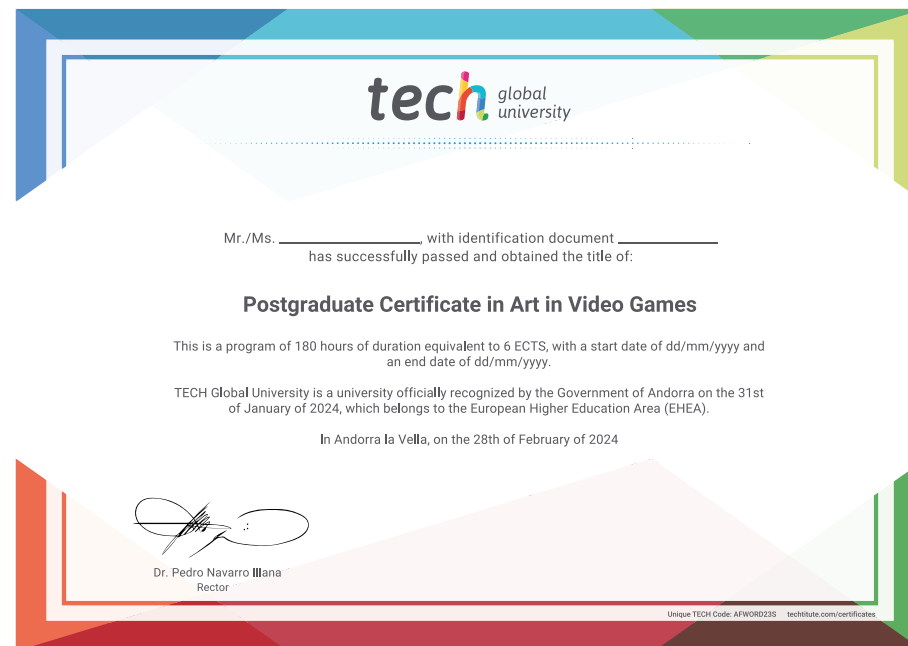 tech global university
Mr./Ms. ____________, with identification document ____________
has successfully passed and obtained the title of:
Postgraduate Certificate in Art in Video Games
This is a program of 180 hours of duration equivalent to 6 ECTS, with a start date of dd/mm/yyyy and
an end date of dd/mm/yyyy.
TECH Global University is a university officially recognized by the Government of Andorra on the 31st
of January of 2024, which belongs to the European Higher Education Area (EHEA).
In Andorra la Vella, on the 28th of February of 2024
Dr. Pedro Navarro Illana
Rector
Unique TECH Code: AFWORD23S techtitute.com/certificates